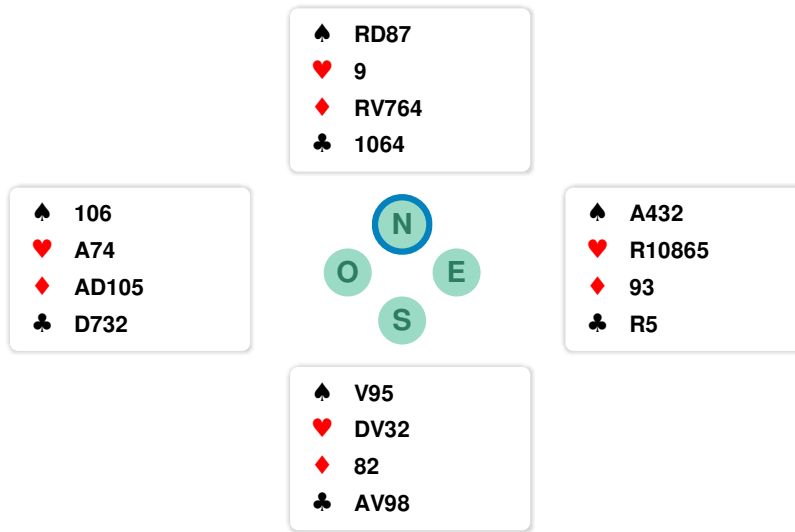 ♠ RD87
♥ 9
♦ RV764
♣ 1064
♠ 106
♥ A74
♦ AD105
♣ D732
N
O E
S
♠ A432
♥ R10865
♦ 93
♣ R5
♠ V95
♥ DV32
♦ 82
♣ AV98